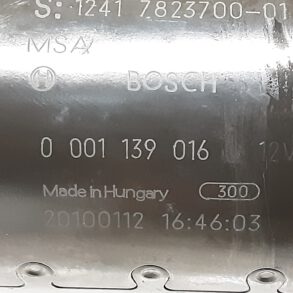 S: 1241 7823700-01
MSA
BOSCH
0 001 139 016 12V
Made in Hungary 300
20100112 16:46:03